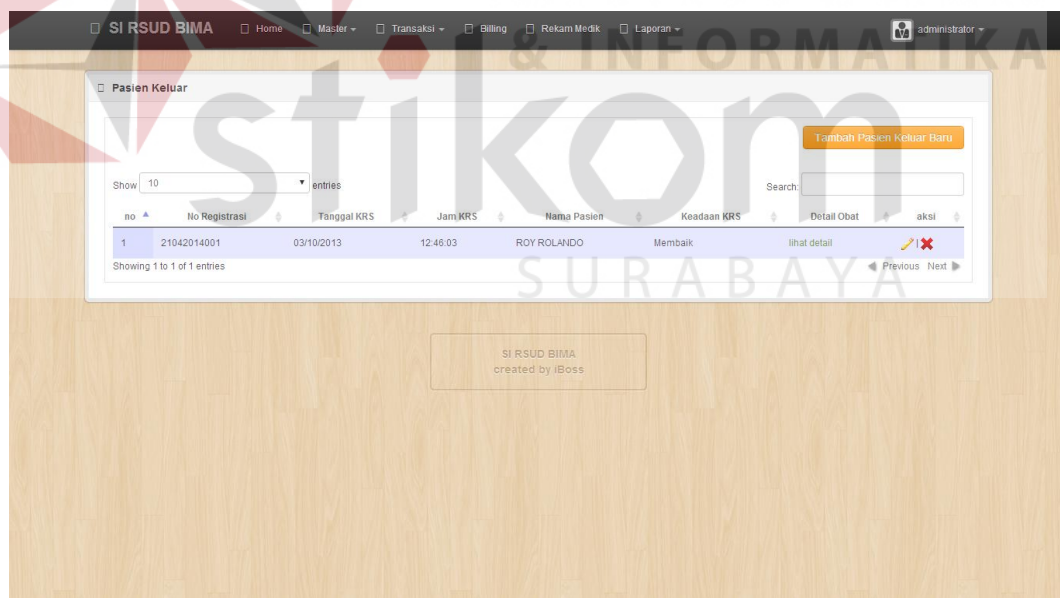 SI RSUD BIMA Home Master Transaksi Billing Rekam Medik Laporan administrator
& INFORMATIKA
Pasien Keluar
stikom
Tambah Pasien Keluar Baru
Show 10 entries Search:
no No Registrasi Tanggal KRS Jam KRS Nama Pasien Keadaan KRS Detail Obat aksi
1 21042014001 03/10/2013 12:46:03 ROY ROLANDO Membaik lihat detail |
Showing 1 to 1 of 1 entries Previous Next
SURABAYA
SI RSUD BIMA
created by iBoss